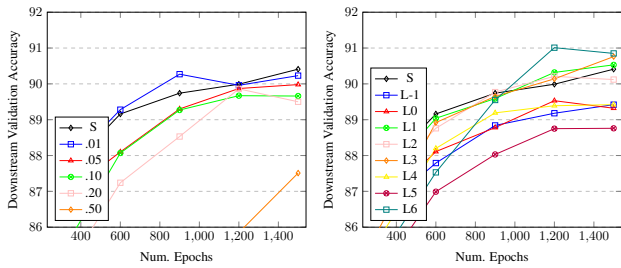 92
91
90
89
88
87
86
Downstream Validation Accuracy
S
.01
.05
.10
.20
.50
400 600 800 1,000 1,200 1,400
Num. Epochs
92
91
90
89
88
87
86
Downstream Validation Accuracy
S
L-1
L0
L1
L2
L3
L4
L5
L6
400 600 800 1,000 1,200 1,400
Num. Epochs